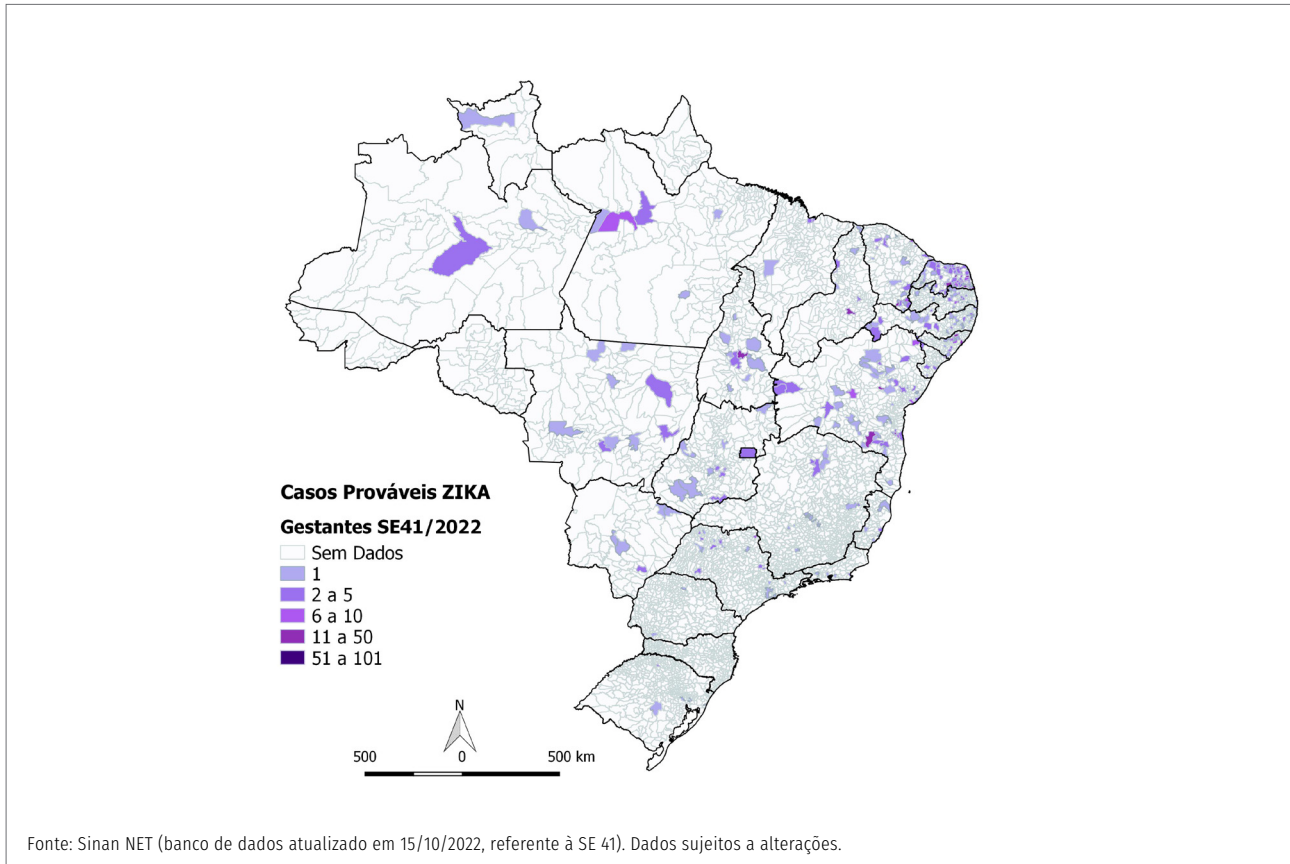 Casos Prováveis ZIKA
Gestantes SE41/2022
Sem Dados
1
2 a 5
6 a 10
11 a 50
51 a 101
N
500 0 500 km
Fonte: Sinan NET (banco de dados atualizado em 15/10/2022, referente à SE 41). Dados sujeitos a alterações.